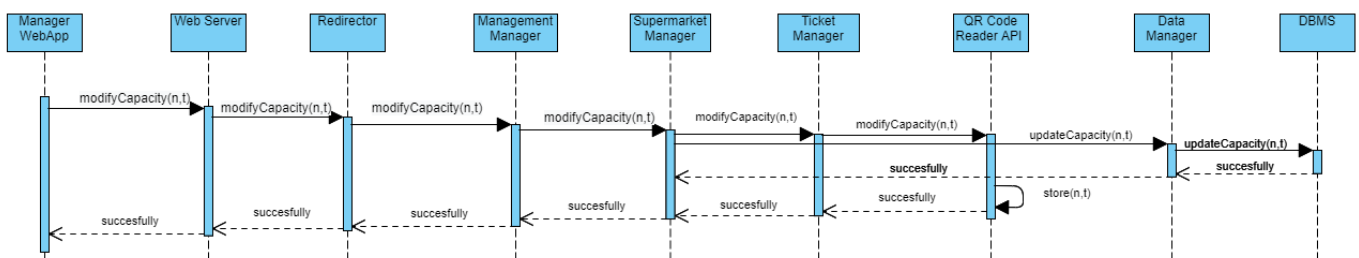 Manager
WebApp
Web Server
Redirector
Management
Manager
Supermarket
Manager
Ticket
Manager
QR Code
Reader API
Data
Manager
DBMS
modifyCapacity(n,t)
modifyCapacity(n,t)
modifyCapacity(n,t)
modifyCapacity(n,t)
modifyCapacity(n,t)
modifyCapacity(n,t)
updateCapacity(n,t)
updateCapacity(n,t)
succesfully
succesfully
store(n,t)
succesfully
succesfully
succesfully
succesfully
succesfully
succesfully